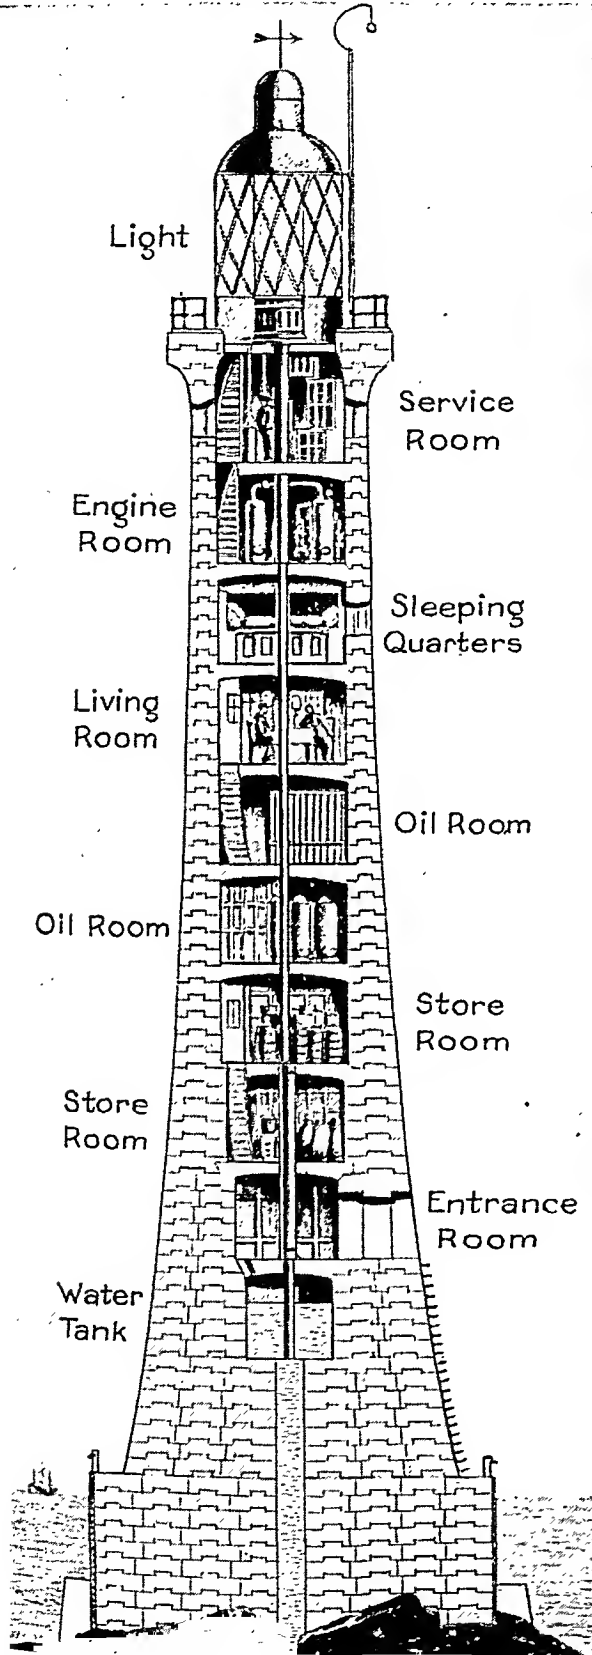 Light
Service
Room
Engine
Room
Sleeping
Quarters
Living
Room
Oil Room
Oil Room
Store
Room
Store
Room
Entrance
Room
Water
Tank